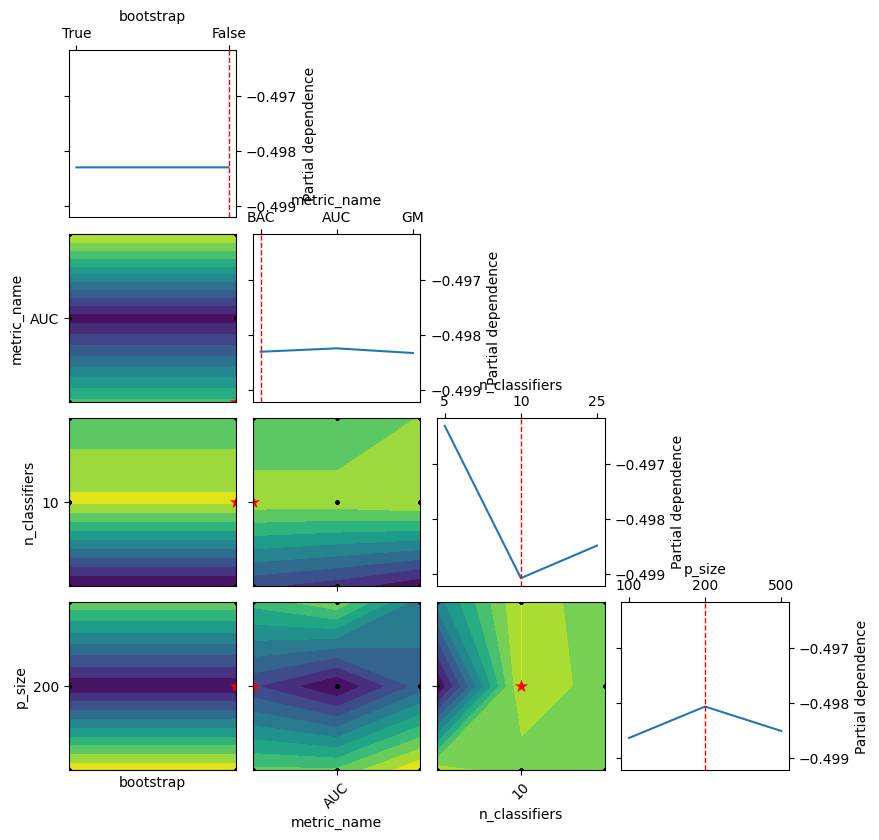 bootstrap
True False
−0.497
−0.498
−0.499
Partial dependence
metric_name
BAC AUC GM
metric_name
AUC
−0.497
−0.498
−0.499
Partial dependence
n_classifiers
5 10 25
n_classifiers
10
−0.497
−0.498
−0.499
Partial dependence
p_size
100 200 500
p_size
200
−0.497
−0.498
−0.499
Partial dependence
bootstrap
AUC
metric_name
10
n_classifiers